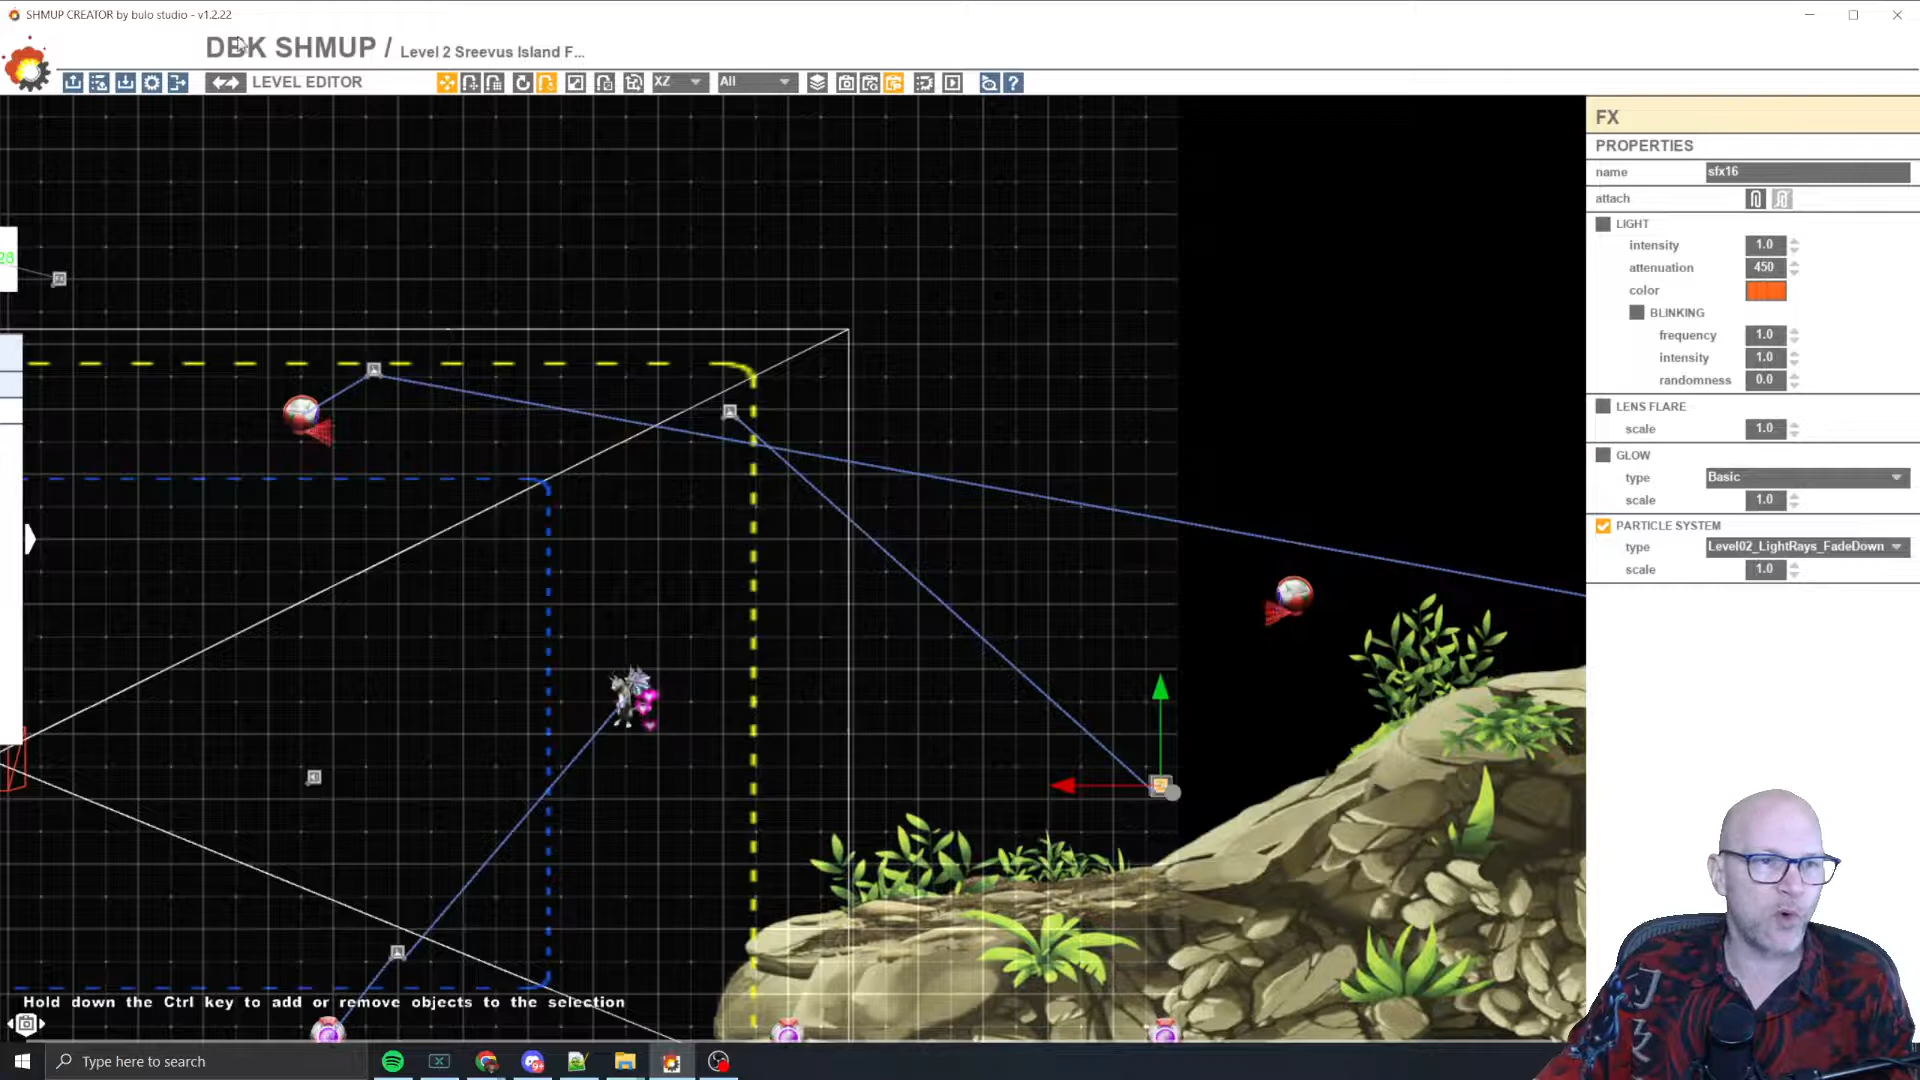 SHMUP CREATOR by bulo studio - v1.2.22
DBK SHMUP / Level 2 Sreevus Island F...
LEVEL EDITOR
XZ
All
?
FX
PROPERTIES
name sfx16
attach
LIGHT
intensity 1.0
attenuation 450
color
BLINKING
frequency 1.0
intensity 1.0
randomness 0.0
LENS FLARE
scale 1.0
GLOW
type Basic
scale 1.0
PARTICLE SYSTEM
type Level02_LightRays_FadeDown
scale 1.0
Hold down the Ctrl key to add or remove objects to the selection
Type here to search